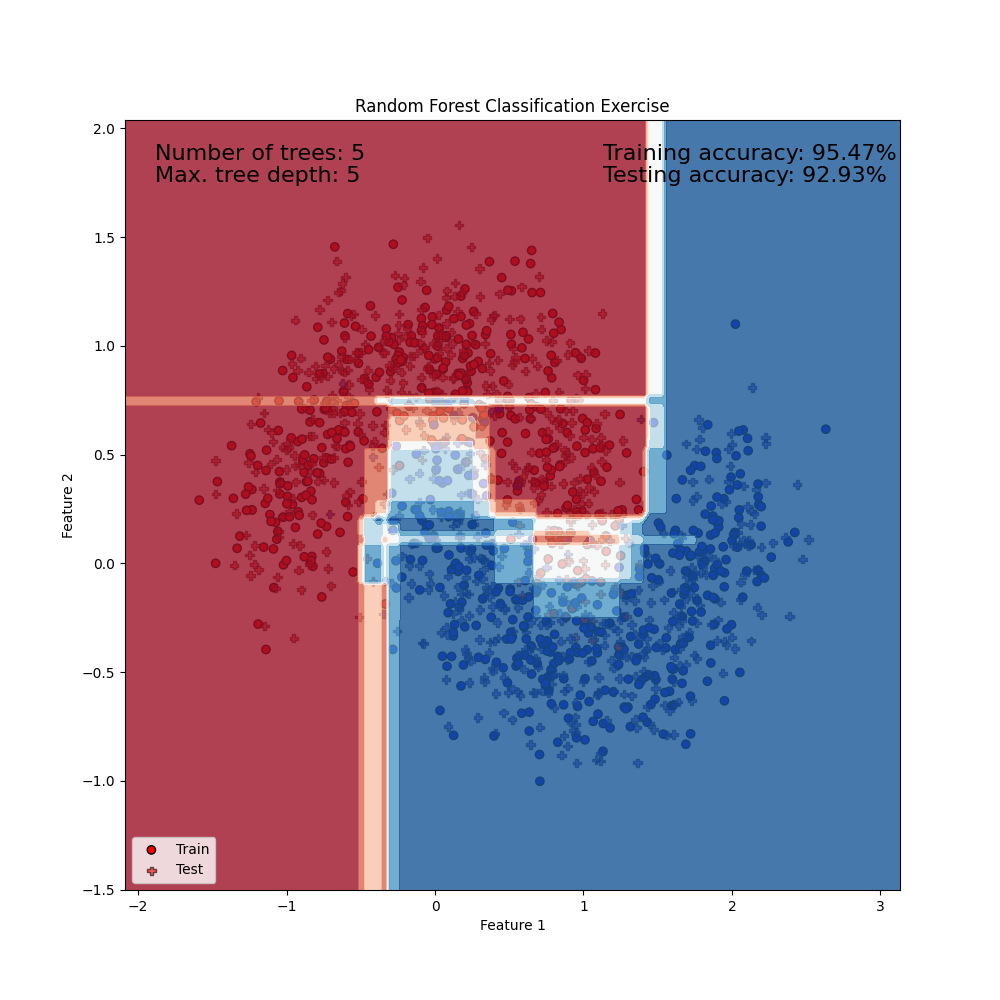 Random Forest Classification Exercise
Number of trees: 5
Max. tree depth: 5
Training accuracy: 95.47%
Testing accuracy: 92.93%
2.0
1.5
1.0
0.5
0.0
−0.5
−1.0
−1.5
Feature 2
Train
Test
−2
−1
0
1
2
3
Feature 1